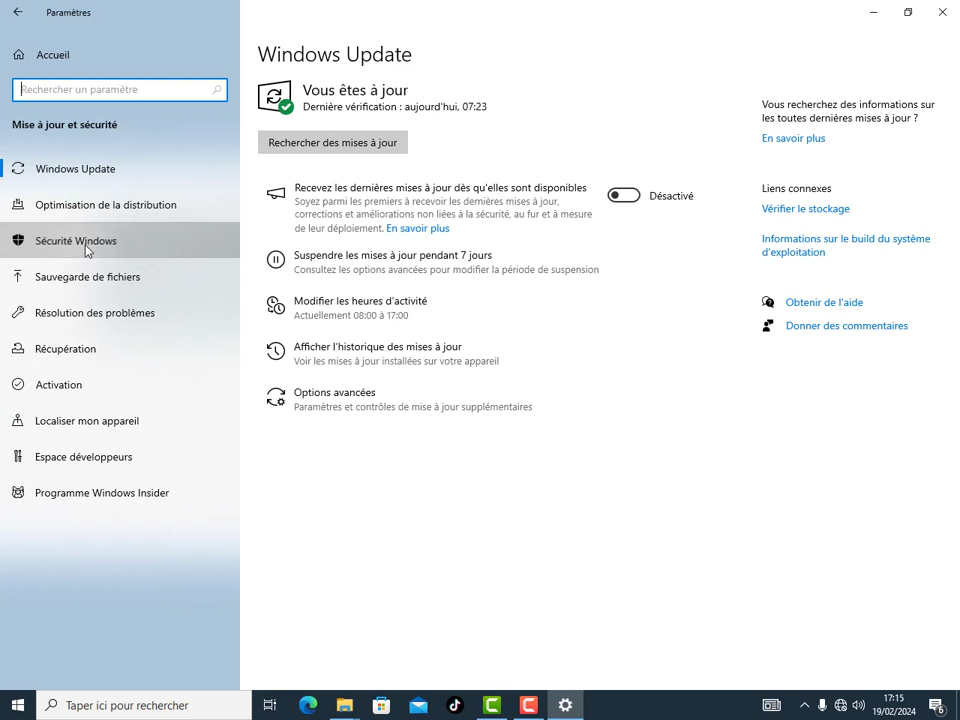 Paramètres
Accueil
Rechercher un paramètre
Mise à jour et sécurité
Windows Update
Optimisation de la distribution
Sécurité Windows
Sauvegarde de fichiers
Résolution des problèmes
Récupération
Activation
Localiser mon appareil
Espace développeurs
Programme Windows Insider
Windows Update
Vous êtes à jour
Dernière vérification : aujourd'hui, 07:23
Rechercher des mises à jour
Recevez les dernières mises à jour dès qu'elles sont disponibles
Soyez parmi les premiers à recevoir les dernières mises à jour,
corrections et améliorations non liées à la sécurité, au fur et à mesure
de leur déploiement. En savoir plus
Désactivé
Suspendre les mises à jour pendant 7 jours
Consultez les options avancées pour modifier la période de suspension
Modifier les heures d'activité
Actuellement 08:00 à 17:00
Afficher l'historique des mises à jour
Voir les mises à jour installées sur votre appareil
Options avancées
Paramètres et contrôles de mise à jour supplémentaires
Vous recherchez des informations sur
les toutes dernières mises à jour ?
En savoir plus
Liens connexes
Vérifier le stockage
Informations sur le build du système
d'exploitation
Obtenir de l'aide
Donner des commentaires
Taper ici pour rechercher
17:15
19/02/2024
6